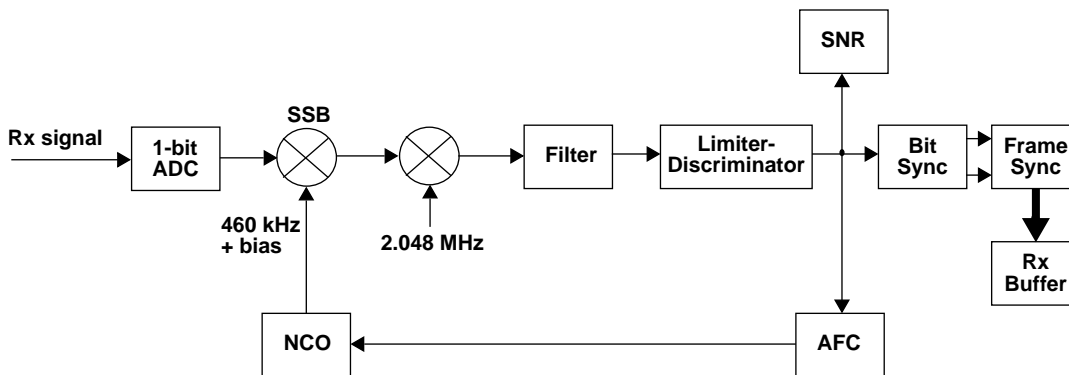 SNR
SSB
Rx signal
1-bit
ADC
Filter
Limiter-
Discriminator
Bit
Sync
Frame
Sync
460 kHz
+ bias
2.048 MHz
Rx
Buffer
NCO
AFC